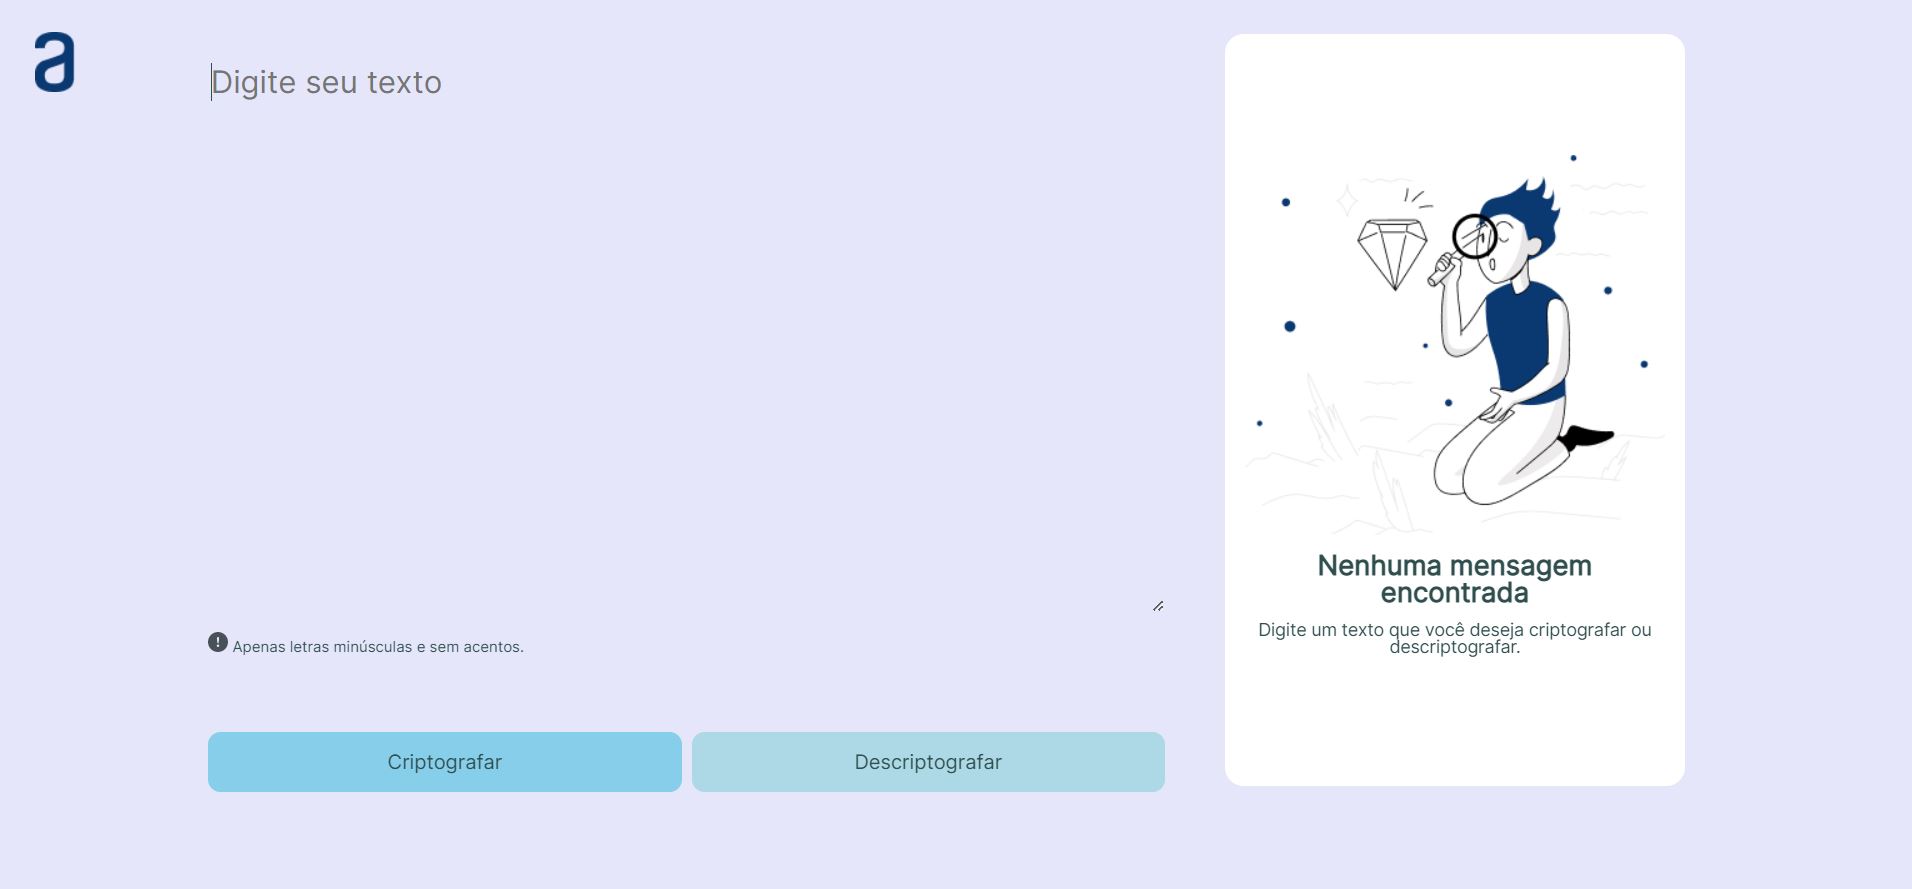 a
Digite seu texto
Apenas letras minúsculas e sem acentos.
Criptografar
Descriptografar
Nenhuma mensagem
encontrada
Digite um texto que você deseja criptografar ou
descriptografar.